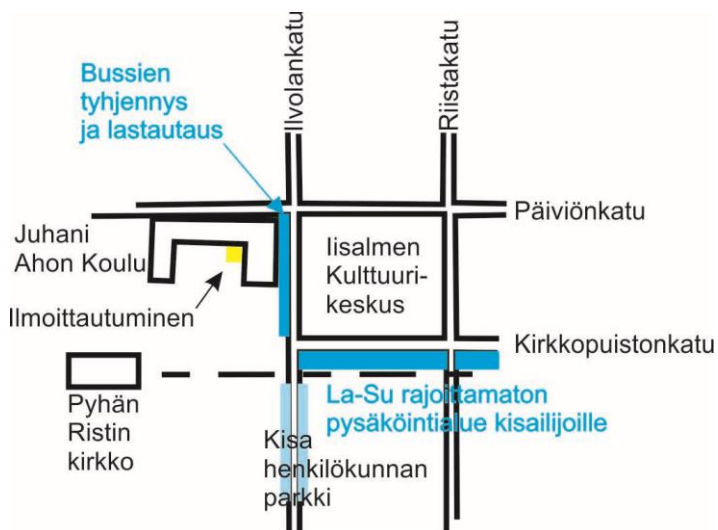 Bussien
tyhjennys
ja lastautaus
Ilvolankatu
Riistakatu
Päiviönkatu
Juhani
Ahon Koulu
Iisalmen
Kulttuuri-
keskus
Ilmoittautuminen
Kirkkopuistonkatu
Pyhän
Ristin
kirkko
La-Su rajoittamaton
pysäköintialue kisailijoille
Kisa
henkilökunnan
parkki